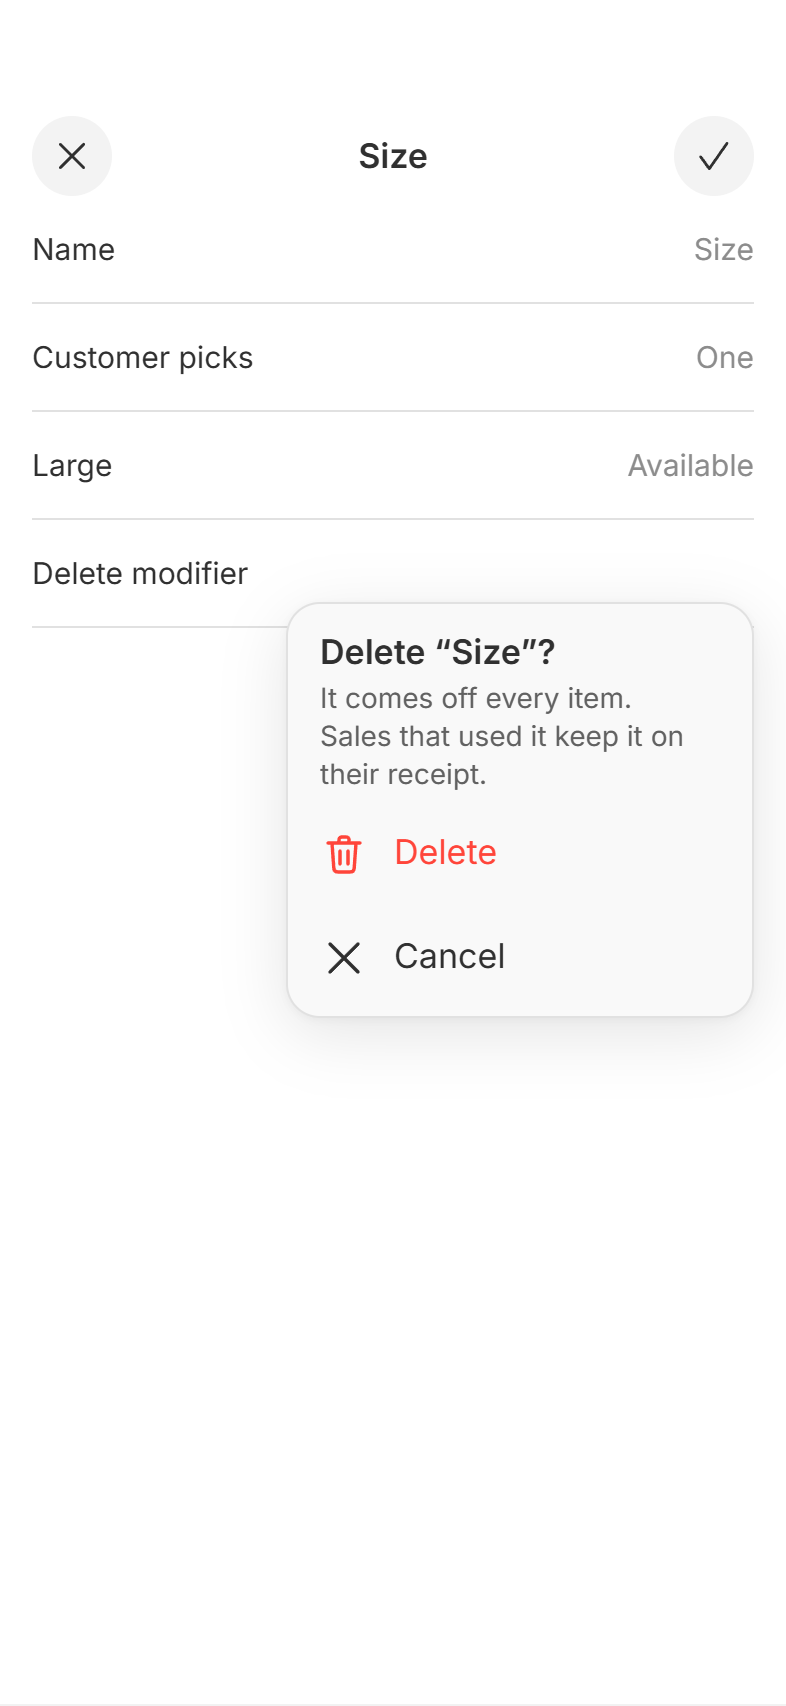 Size
Name
Size
Customer picks
One
Large
Available
Delete modifier
Delete “Size”?
It comes off every item.
Sales that used it keep it on
their receipt.
Delete
Cancel